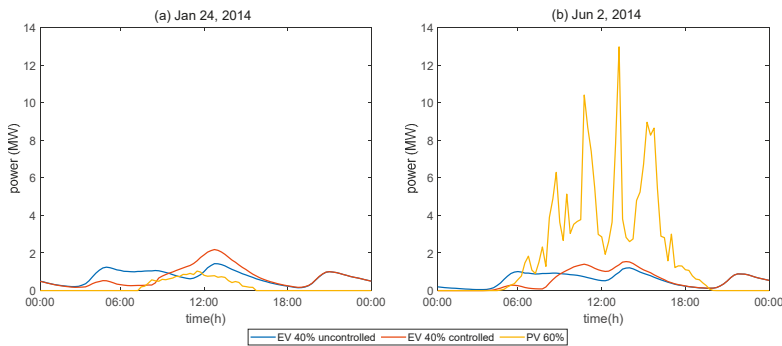 (a) Jan 24, 2014
(b) Jun 2, 2014
14
12
10
8
6
4
2
0
power (MW)
00:00 06:00 12:00 18:00 00:00
time(h)
14
12
10
8
6
4
2
0
power (MW)
00:00 06:00 12:00 18:00 00:00
time(h)
EV 40% uncontrolled EV 40% controlled PV 60%